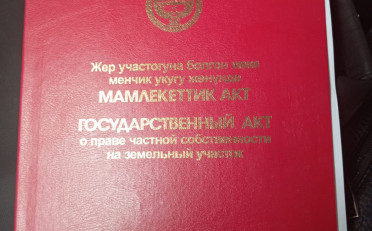 Жер участогуна болгон жеке
менчик укугу жөнүндө
МАМЛЕКЕТТИК АКТ
ГОСУДАРСТВЕННЫЙ АКТ
о праве частной собственности
на земельный участок